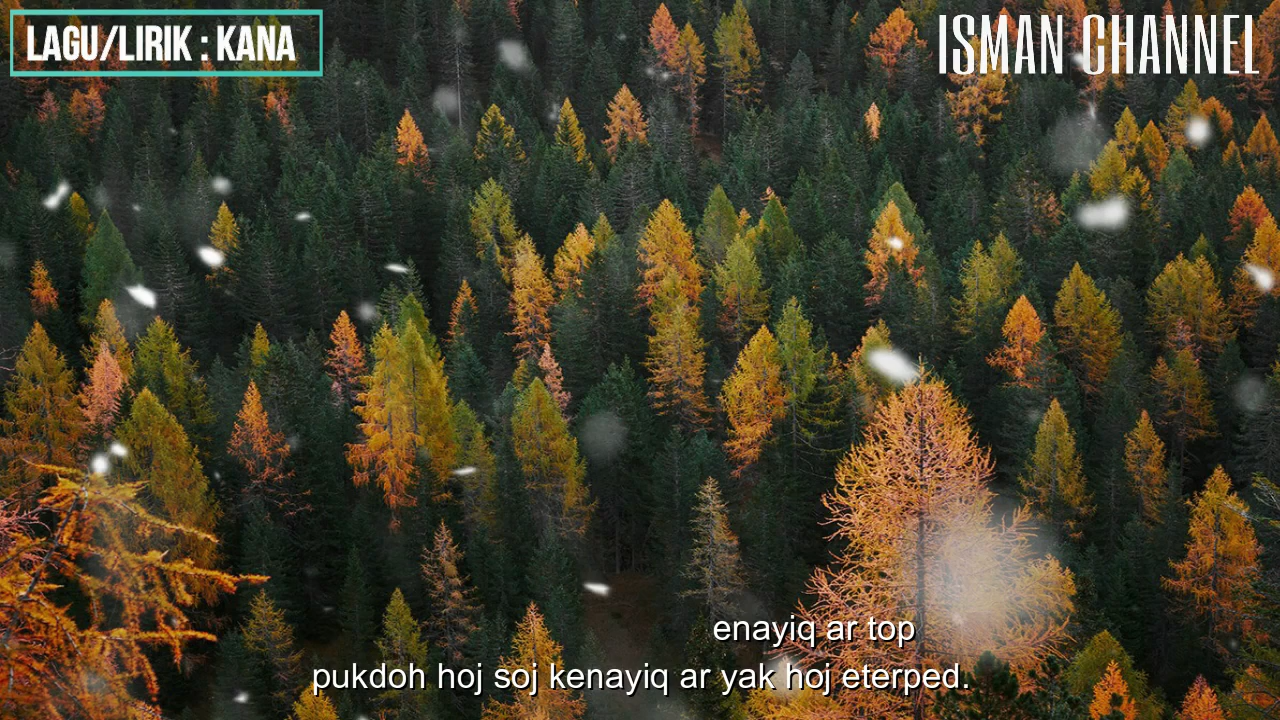 LAGU/LIRIK : KANA
ISMAN CHANNEL
enayiq ar top
pukdoh hoj soj kenayiq ar yak hoj eterped.